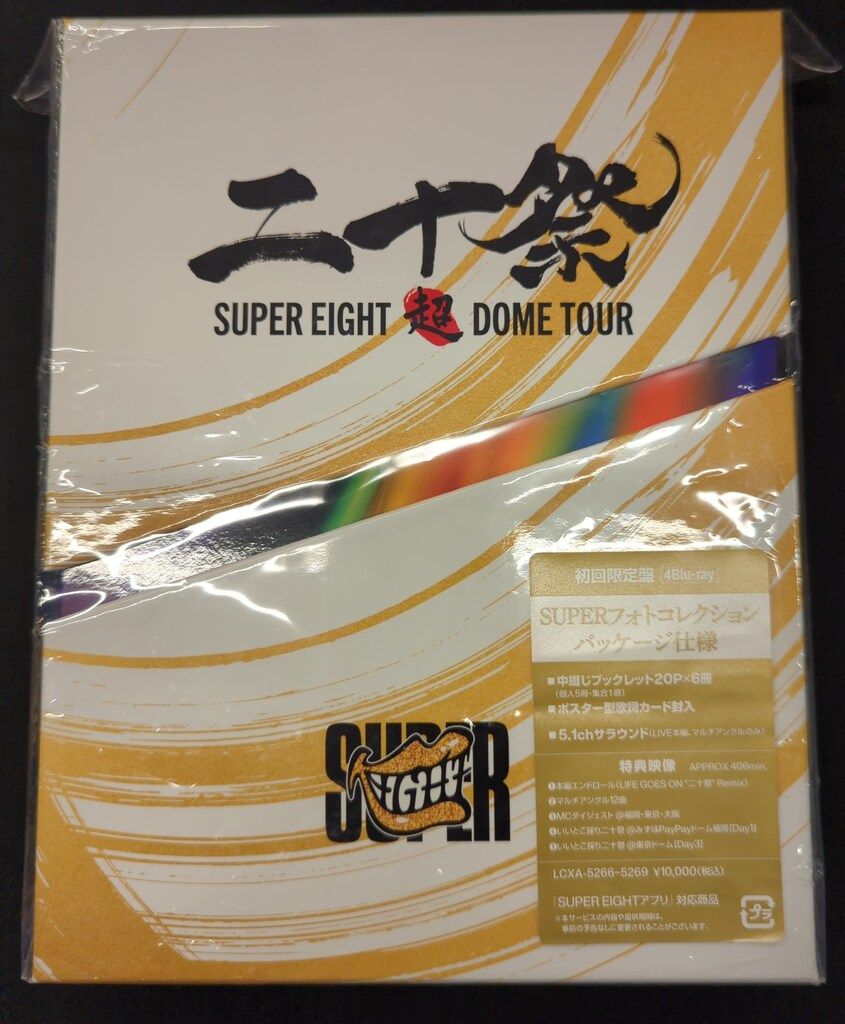 二十祭
SUPER EIGHT 超 DOME TOUR
SUPER
EIGHT
初回限定盤 4Blu-ray
SUPERフォトコレクション
パッケージ仕様
■中綴じブックレット20P×6冊
(個人5冊・集合1冊)
■ポスター型歌詞カード封入
■5.1chサラウンド(LIVE本編、マルチアングルのみ)
特典映像 APPROX.406min.
❶本編エンドロール(LIFE GOES ON "二十祭" Remix)
❷マルチアングル12曲
❸MCダイジェスト@福岡・東京・大阪
❹いいとこ採り二十祭 @みずほPayPayドーム福岡[Day1]
❺いいとこ採り二十祭 @東京ドーム[Day3]
LCXA-5266~5269 ¥10,000(税込)
「SUPER EIGHTアプリ」対応商品
※本サービスの内容や提供期間は、
事前の予告なしに変更されることがございます。
プラ